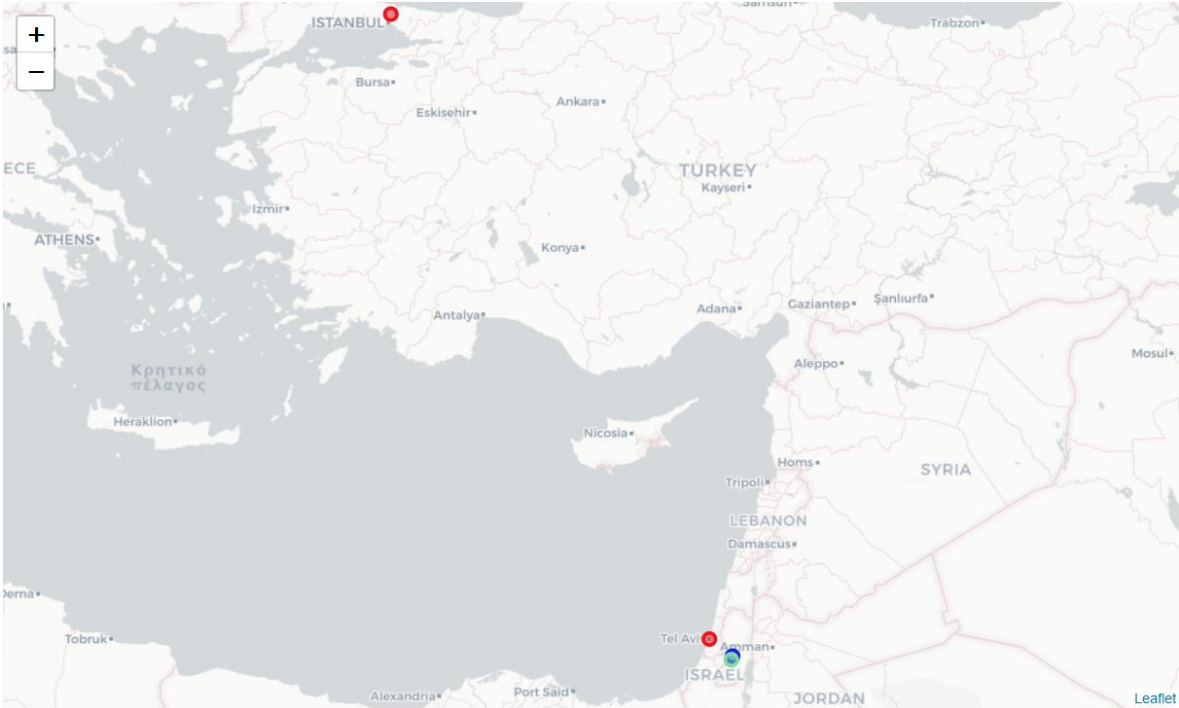 Samsun
+
ISTANBUL
Trabzon
−
Bursa
Ankara
Eskisehir
ECE
TURKEY
Kayseri
Izmir
ATHENS
Konya
Şanlıurfa
Gaziantep
Adana
Antalya
Mosul
Aleppo
Κρητικό
πέλαγος
Heraklion
Nicosia
Homs
SYRIA
Tripoli
LEBANON
Damascus
Derna
Tobruk
Tel Aviv
Amman
ISRAEL
Port Said
Alexandria
JORDAN
Leaflet